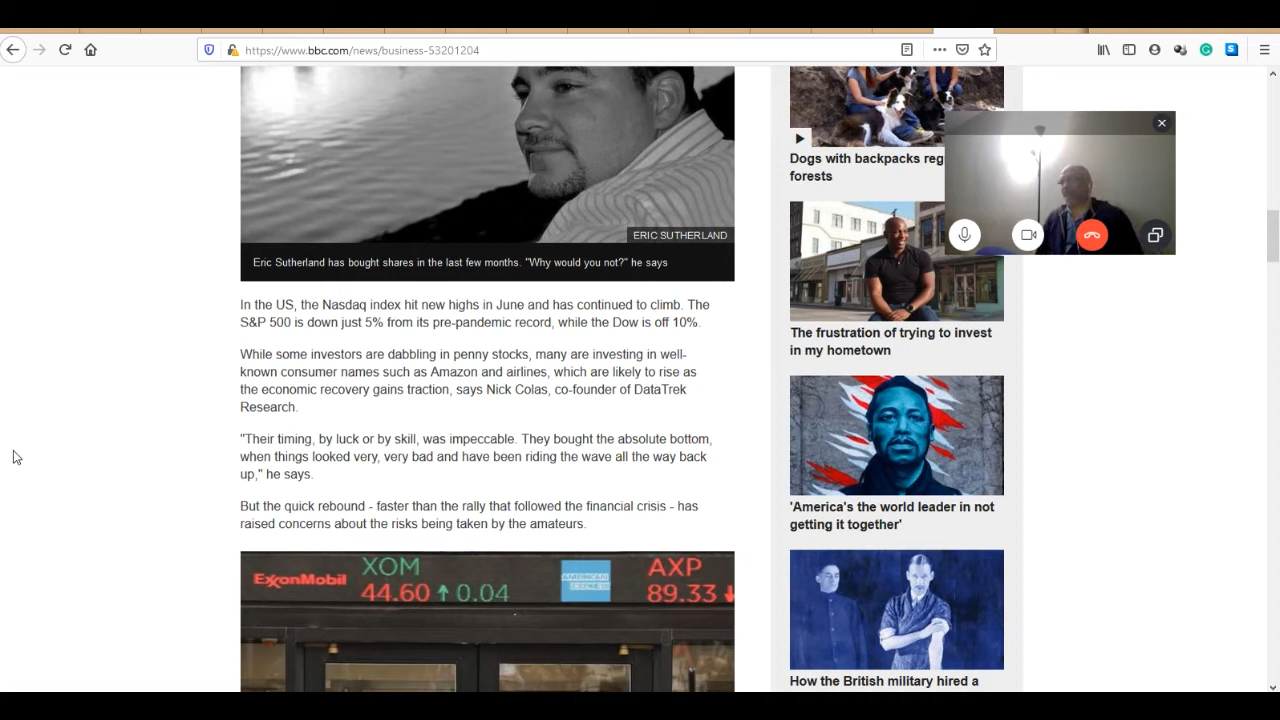 https://www.bbc.com/news/business-53201204
ERIC SUTHERLAND
Eric Sutherland has bought shares in the last few months. "Why would you not?" he says
In the US, the Nasdaq index hit new highs in June and has continued to climb. The
S&P 500 is down just 5% from its pre-pandemic record, while the Dow is off 10%.
While some investors are dabbling in penny stocks, many are investing in well-
known consumer names such as Amazon and airlines, which are likely to rise as
the economic recovery gains traction, says Nick Colas, co-founder of DataTrek
Research.
"Their timing, by luck or by skill, was impeccable. They bought the absolute bottom,
when things looked very, very bad and have been riding the wave all the way back
up," he says.
But the quick rebound - faster than the rally that followed the financial crisis - has
raised concerns about the risks being taken by the amateurs.
ExxonMobil
XOM
44.60 0.04
AMERICAN
EXPRESS
AXP
89.33
Dogs with backpacks reg
forests
The frustration of trying to invest
in my hometown
'America's the world leader in not
getting it together'
How the British military hired a